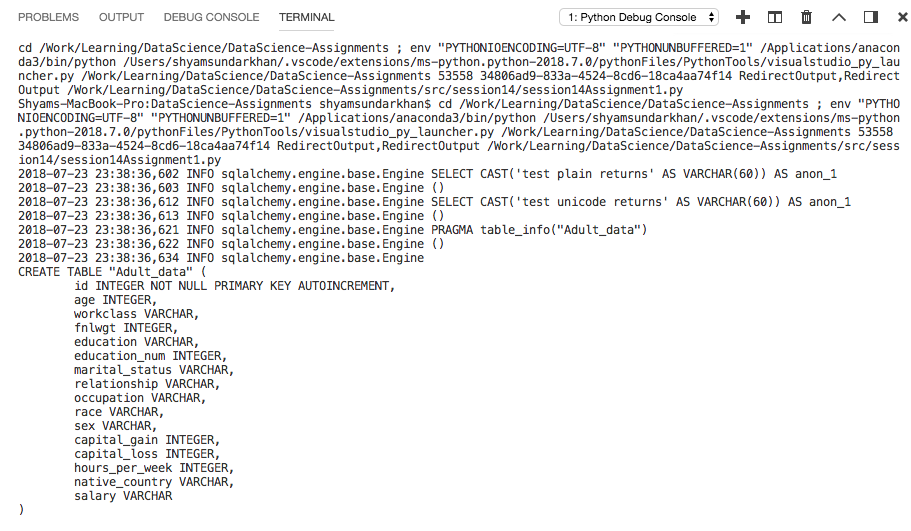 PROBLEMS OUTPUT DEBUG CONSOLE TERMINAL 1: Python Debug Console
cd /Work/Learning/DataScience/DataScience-Assignments ; env "PYTHONIOENCODING=UTF-8" "PYTHONUNBUFFERED=1" /Applications/anacon
da3/bin/python /Users/shyamsundarkhan/.vscode/extensions/ms-python.python-2018.7.0/pythonFiles/PythonTools/visualstudio_py_lau
ncher.py /Work/Learning/DataScience/DataScience-Assignments 53558 34806ad9-833a-4524-8cd6-18ca4aa74f14 RedirectOutput,Redirect
Output /Work/Learning/DataScience/DataScience-Assignments/src/session14/session14Assignment1.py
Shyams-MacBook-Pro:DataScience-Assignments shyamsundarkhan$ cd /Work/Learning/DataScience/DataScience-Assignments ; env "PYTHO
NIOENCODING=UTF-8" "PYTHONUNBUFFERED=1" /Applications/anaconda3/bin/python /Users/shyamsundarkhan/.vscode/extensions/ms-python
.python-2018.7.0/pythonFiles/PythonTools/visualstudio_py_launcher.py /Work/Learning/DataScience/DataScience-Assignments 53558
34806ad9-833a-4524-8cd6-18ca4aa74f14 RedirectOutput,RedirectOutput /Work/Learning/DataScience/DataScience-Assignments/src/sess
ion14/session14Assignment1.py
2018-07-23 23:38:36,602 INFO sqlalchemy.engine.base.Engine SELECT CAST('test plain returns' AS VARCHAR(60)) AS anon_1
2018-07-23 23:38:36,603 INFO sqlalchemy.engine.base.Engine ()
2018-07-23 23:38:36,612 INFO sqlalchemy.engine.base.Engine SELECT CAST('test unicode returns' AS VARCHAR(60)) AS anon_1
2018-07-23 23:38:36,613 INFO sqlalchemy.engine.base.Engine ()
2018-07-23 23:38:36,621 INFO sqlalchemy.engine.base.Engine PRAGMA table_info("Adult_data")
2018-07-23 23:38:36,622 INFO sqlalchemy.engine.base.Engine ()
2018-07-23 23:38:36,634 INFO sqlalchemy.engine.base.Engine
CREATE TABLE "Adult_data" (
id INTEGER NOT NULL PRIMARY KEY AUTOINCREMENT,
age INTEGER,
workclass VARCHAR,
fnlwgt INTEGER,
education VARCHAR,
education_num INTEGER,
marital_status VARCHAR,
relationship VARCHAR,
occupation VARCHAR,
race VARCHAR,
sex VARCHAR,
capital_gain INTEGER,
capital_loss INTEGER,
hours_per_week INTEGER,
native_country VARCHAR,
salary VARCHAR
)